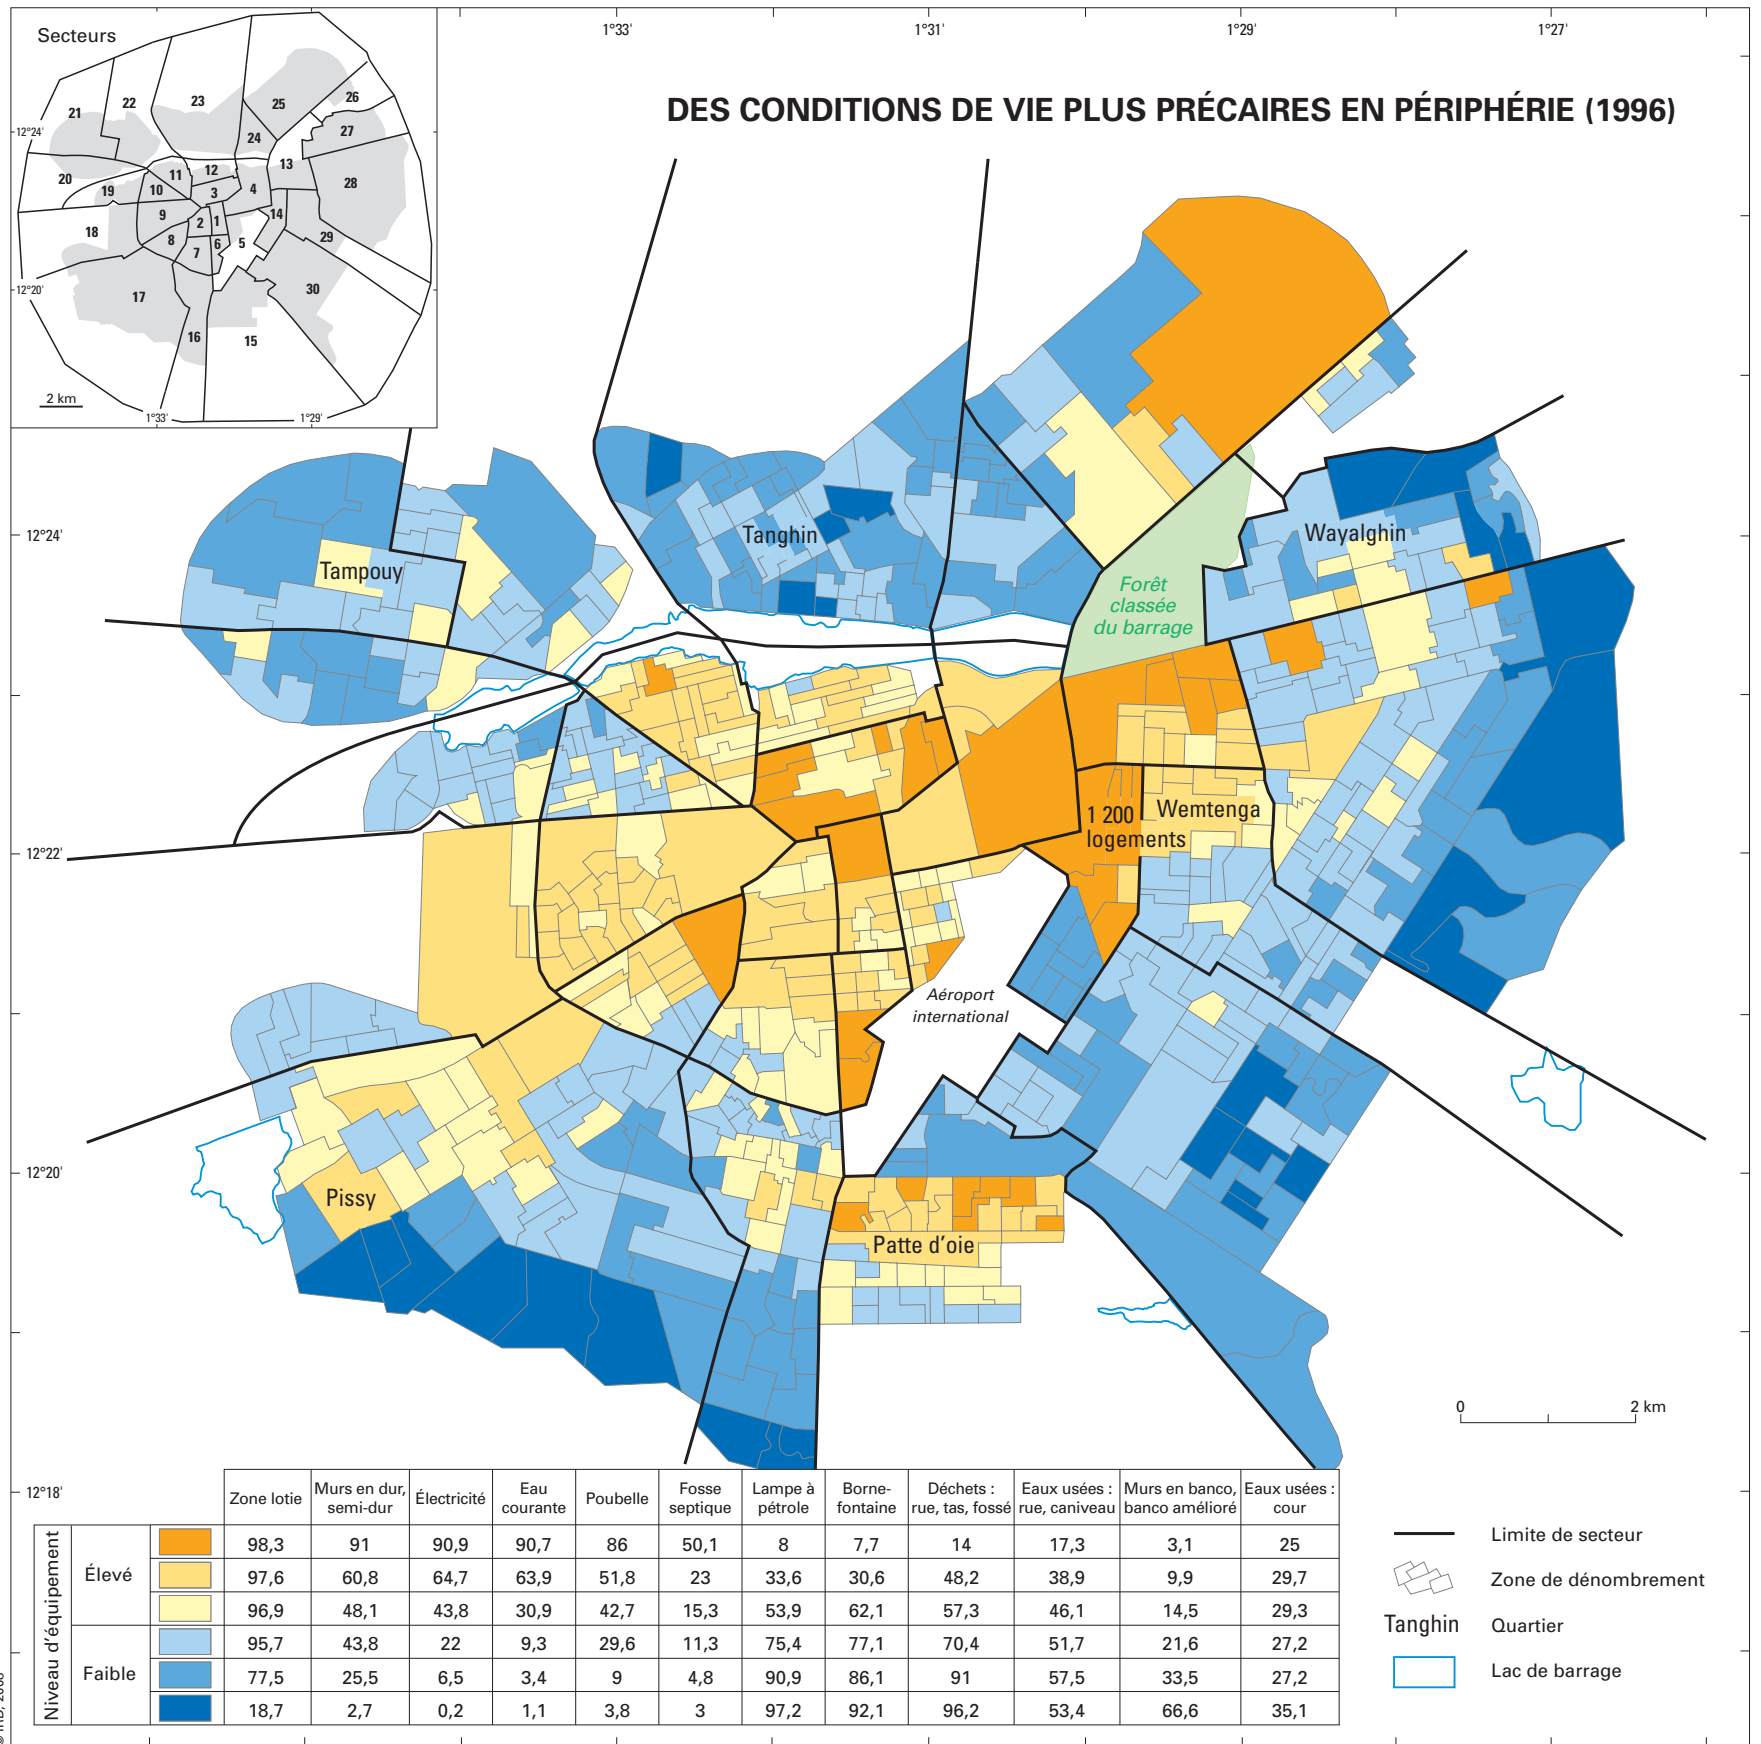 Secteurs
21
22
23
25
26
27
24
13
12
11
20
19
10
3
4
28
9
2
1
14
18
8
6
5
29
7
17
30
16
15
12°24'
12°20'
2 km
1°33'
1°29'
1°33'
1°31'
1°29'
1°27'
DES CONDITIONS DE VIE PLUS PRÉCAIRES EN PÉRIPHÉRIE (1996)
12°24'
12°22'
12°20'
12°18'
Tanghin
Wayalghin
Tampouy
Forêt
classée
du barrage
1 200
logements
Wemtenga
Aéroport
international
Pissy
Patte d'oie
0
2 km
Zone lotie
Murs en dur,
semi-dur
Électricité
Eau
courante
Poubelle
Fosse
septique
Lampe à
pétrole
Borne-
fontaine
Déchets :
rue, tas, fossé
Eaux usées :
rue, caniveau
Murs en banco,
banco amélioré
Eaux usées :
cour
Niveau d'équipement
Élevé
98,3 91 90,9 90,7 86 50,1 8 7,7 14 17,3 3,1 25
97,6 60,8 64,7 63,9 51,8 23 33,6 30,6 48,2 38,9 9,9 29,7
96,9 48,1 43,8 30,9 42,7 15,3 53,9 62,1 57,3 46,1 14,5 29,3
Faible
95,7 43,8 22 9,3 29,6 11,3 75,4 77,1 70,4 51,7 21,6 27,2
77,5 25,5 6,5 3,4 9 4,8 90,9 86,1 91 57,5 33,5 27,2
18,7 2,7 0,2 1,1 3,8 3 97,2 92,1 96,2 53,4 66,6 35,1
Limite de secteur
Zone de dénombrement
Tanghin Quartier
Lac de barrage